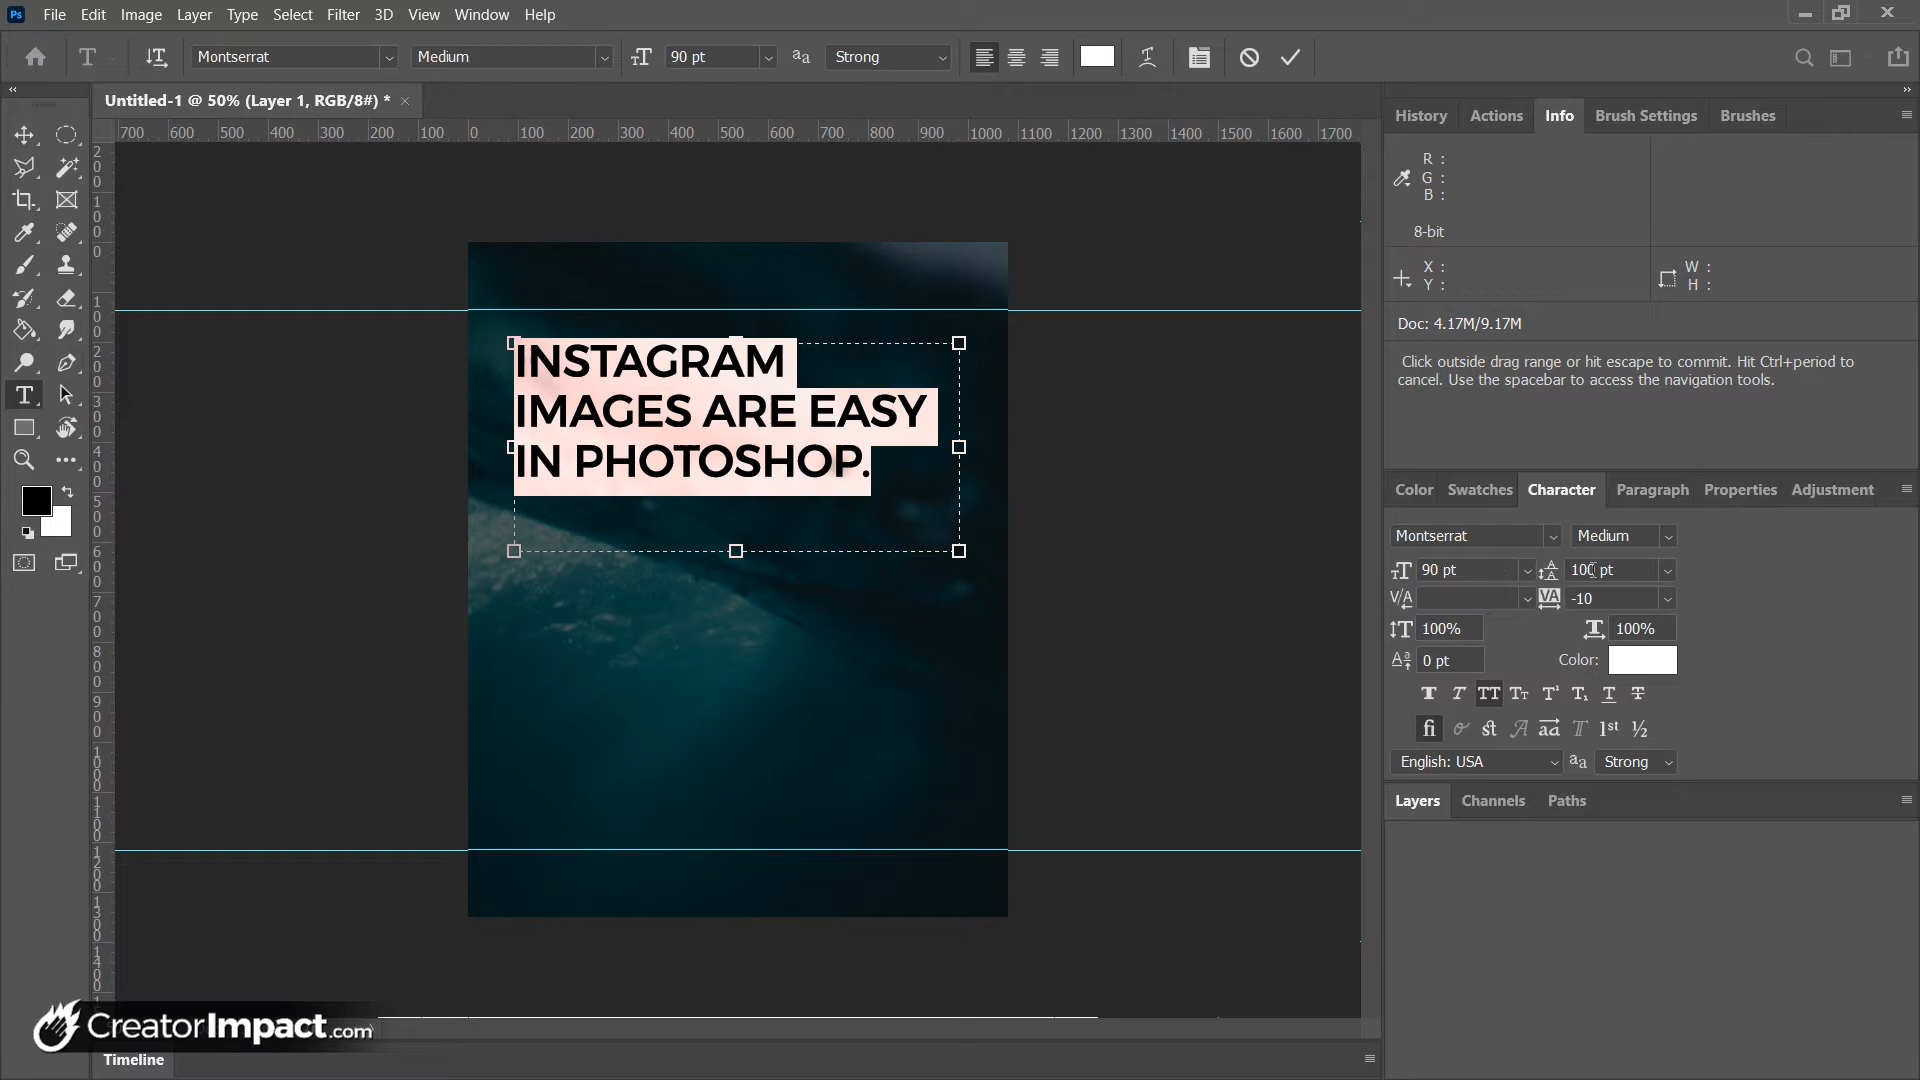 Ps File Edit Image Layer Type Select Filter 3D View Window Help
T Montserrat Medium 90 pt Strong
Untitled-1 @ 50% (Layer 1, RGB/8#) * ×
700 600 500 400 300 200 100 0 100 200 300 400 500 600 700 800 900 1000 1100 1200 1300 1400 1500 1600 1700
INSTAGRAM
IMAGES ARE EASY
IN PHOTOSHOP.
CreatorImpact.com
Timeline
History Actions Info Brush Settings Brushes
R :
G :
B :
8-bit
X :
Y :
W :
H :
Doc: 4.17M/9.17M
Click outside drag range or hit escape to commit. Hit Ctrl+period to
cancel. Use the spacebar to access the navigation tools.
Color Swatches Character Paragraph Properties Adjustment
Montserrat Medium
90 pt 100 pt
V/A VA -10
100% 100%
0 pt Color:
English: USA aa Strong
Layers Channels Paths